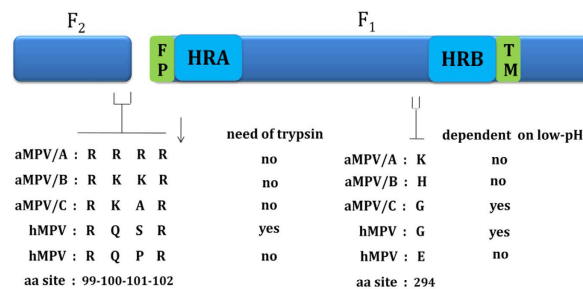 F2 F1
FP HRA HRB TM
need of trypsin dependent on low-pH
aMPV/A : R R R R no aMPV/A : K no
aMPV/B : R K K R no aMPV/B : H no
aMPV/C : R K A R no aMPV/C : G yes
hMPV : R Q S R yes hMPV : G yes
hMPV : R Q P R no hMPV : E no
aa site : 99-100-101-102 aa site : 294